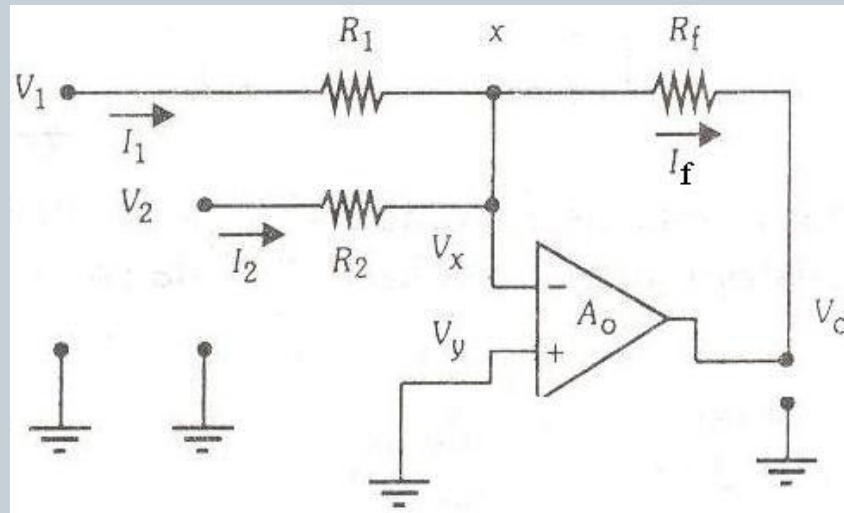 R1 x Rf
V1
I1 If
V2
I2 R2 Vx
− Ao Vo
Vy +